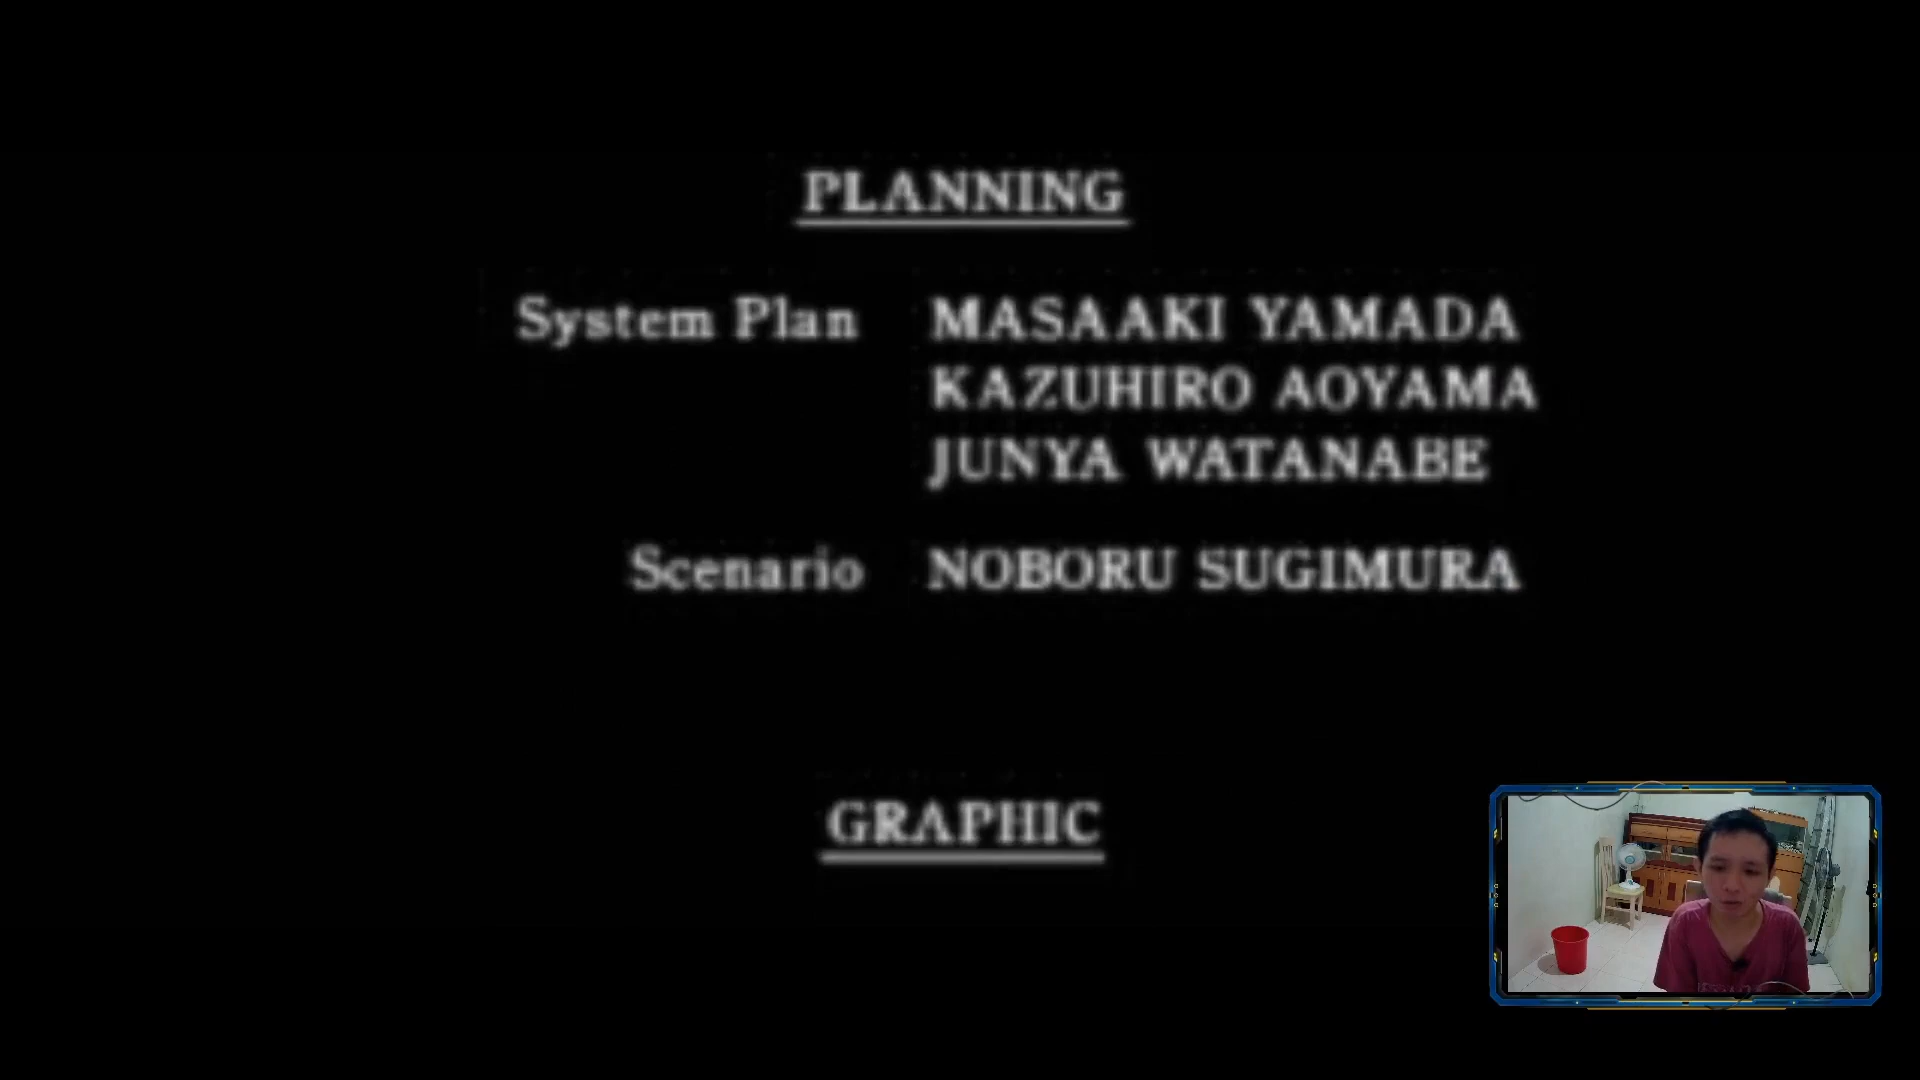 PLANNING
System Plan MASAAKI YAMADA
KAZUHIRO AOYAMA
JUNYA WATANABE
Scenario NOBORU SUGIMURA
GRAPHIC